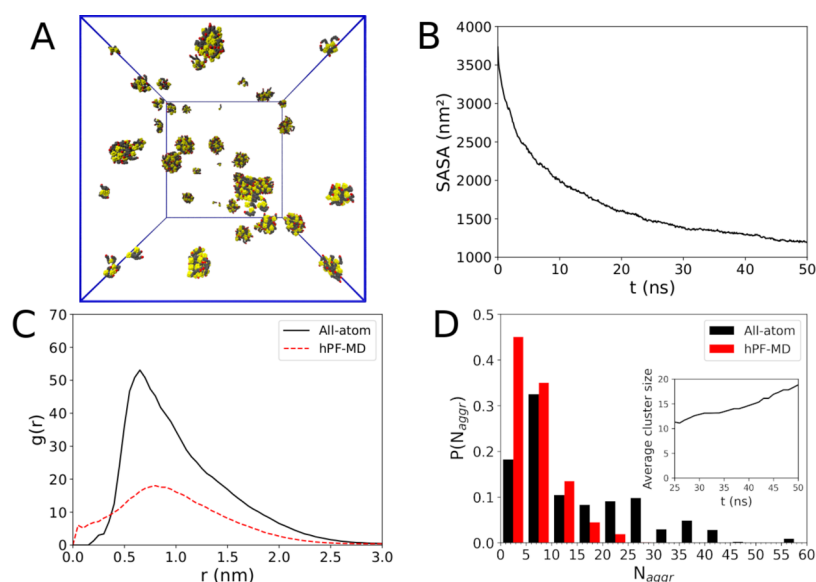 A
B
4000
3500
3000
2500
2000
1500
1000
SASA (nm²)
0 10 20 30 40 50
t (ns)
C
70
60
50
40
30
20
10
0
g(r)
All-atom
hPF-MD
0.0 0.5 1.0 1.5 2.0 2.5 3.0
r (nm)
D
0.5
0.4
0.3
0.2
0.1
0.0
P(N_aggr)
All-atom
hPF-MD
Average cluster size
20
15
10
5
0
25 30 35 40 45 50
t (ns)
0 5 10 15 20 25 30 35 40 45 50 60
N_aggr